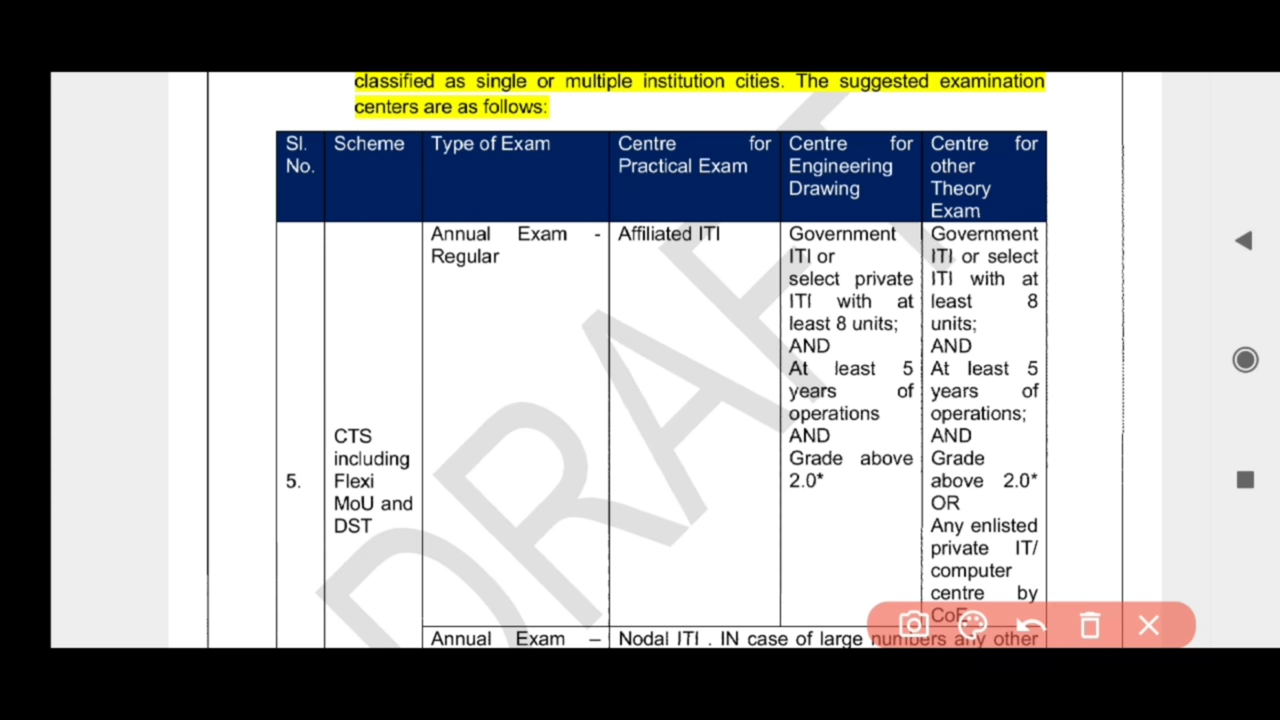 classified as single or multiple institution cities. The suggested examination
centers are as follows:
Sl. No.
Scheme
Type of Exam
Centre for
Practical Exam
Centre for
Engineering
Drawing
Centre for
other
Theory
Exam
5.
CTS
including
Flexi
MoU and
DST
Annual Exam -
Regular
Affiliated ITI
Government
ITI or
select private
ITI with at
least 8 units;
AND
At least 5
years of
operations
AND
Grade above
2.0*
Government
ITI or select
ITI with at
least 8
units;
AND
At least 5
years of
operations;
AND
Grade
above 2.0*
OR
Any enlisted
private IT/
computer
centre by
CoE
Annual Exam –
Nodal ITI . IN case of large numbers any other
DRAFT